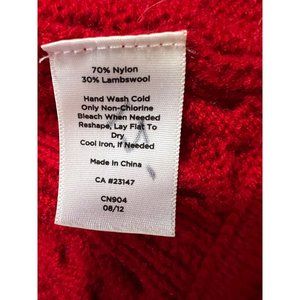 70% Nylon
30% Lambswool
Hand Wash Cold
Only Non-Chlorine
Bleach When Needed
Reshape, Lay Flat To
Dry
Cool Iron, If Needed
Made in China
CA #23147
CN904
08/12